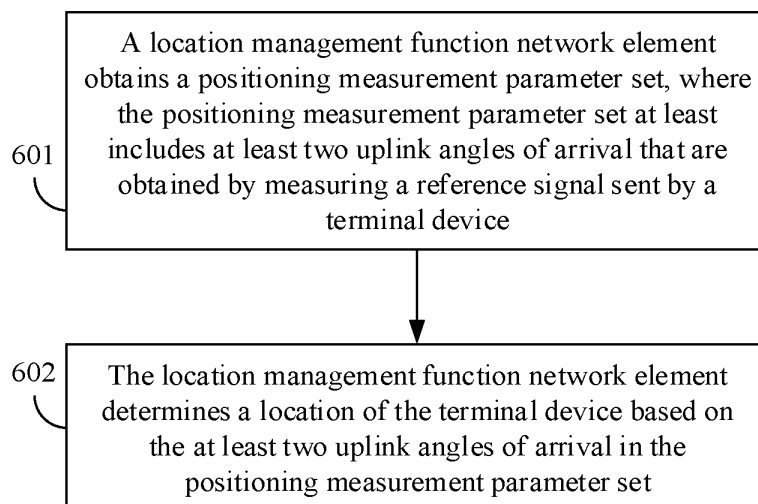 A location management function network element
obtains a positioning measurement parameter set, where
the positioning measurement parameter set at least
includes at least two uplink angles of arrival that are
obtained by measuring a reference signal sent by a
terminal device
601
The location management function network element
determines a location of the terminal device based on
the at least two uplink angles of arrival in the
positioning measurement parameter set
602